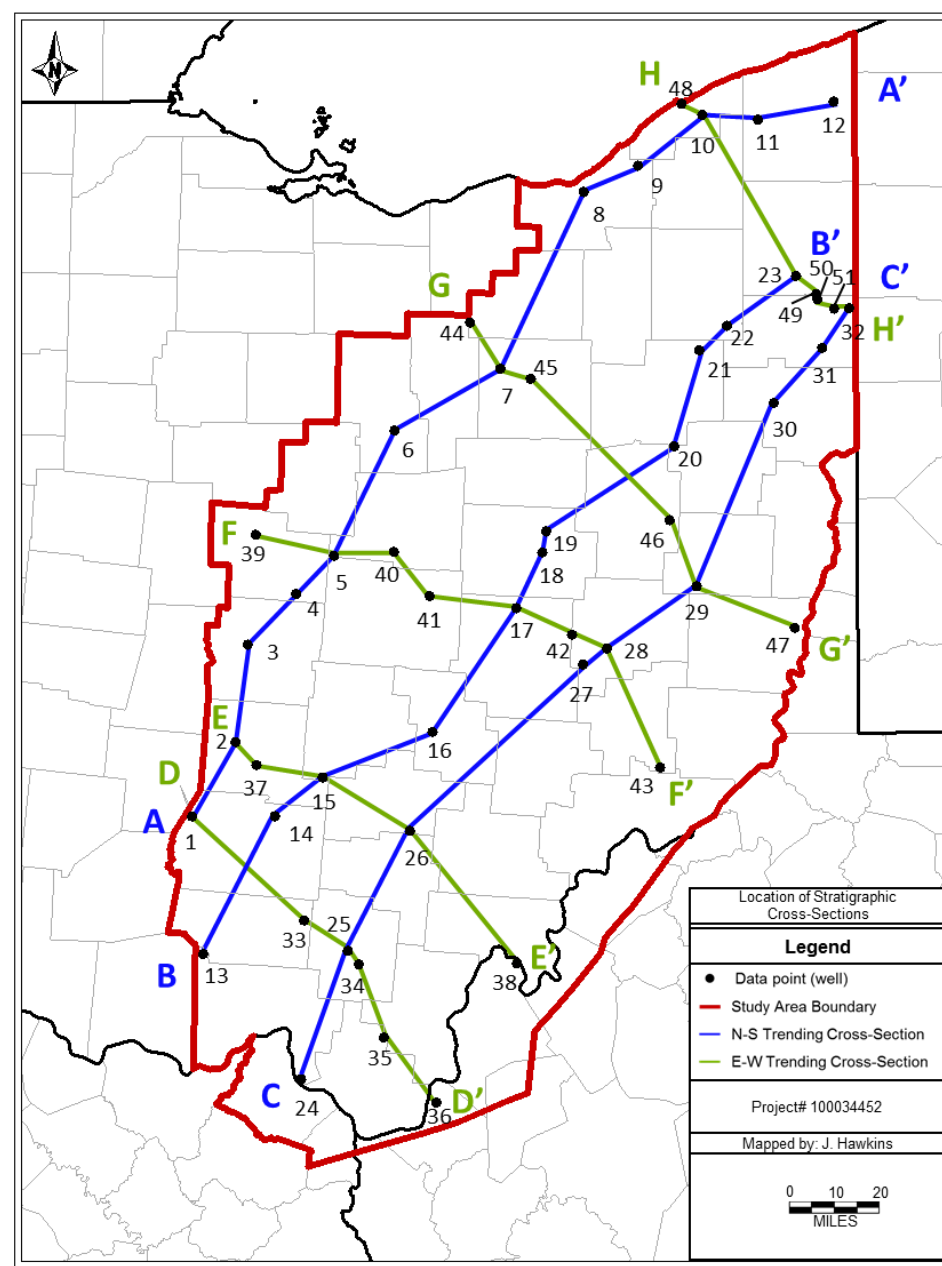 N
H
48
A'
12
10
11
9
8
B'
50
C'
23
51
G
49
H'
44
22
32
45
21
31
7
30
6
20
F
39
19
46
5
40
18
4
29
41
17
42
28
47
3
G'
27
E
2
16
D
37
43
15
F'
A
14
1
26
Location of Stratigraphic
Cross-Sections
33
25
Legend
E'
B
13
34
38
Data point (well)
Study Area Boundary
35
N-S Trending Cross-Section
E-W Trending Cross-Section
C
24
D'
36
Project# 100034452
Mapped by: J. Hawkins
0 10 20
MILES